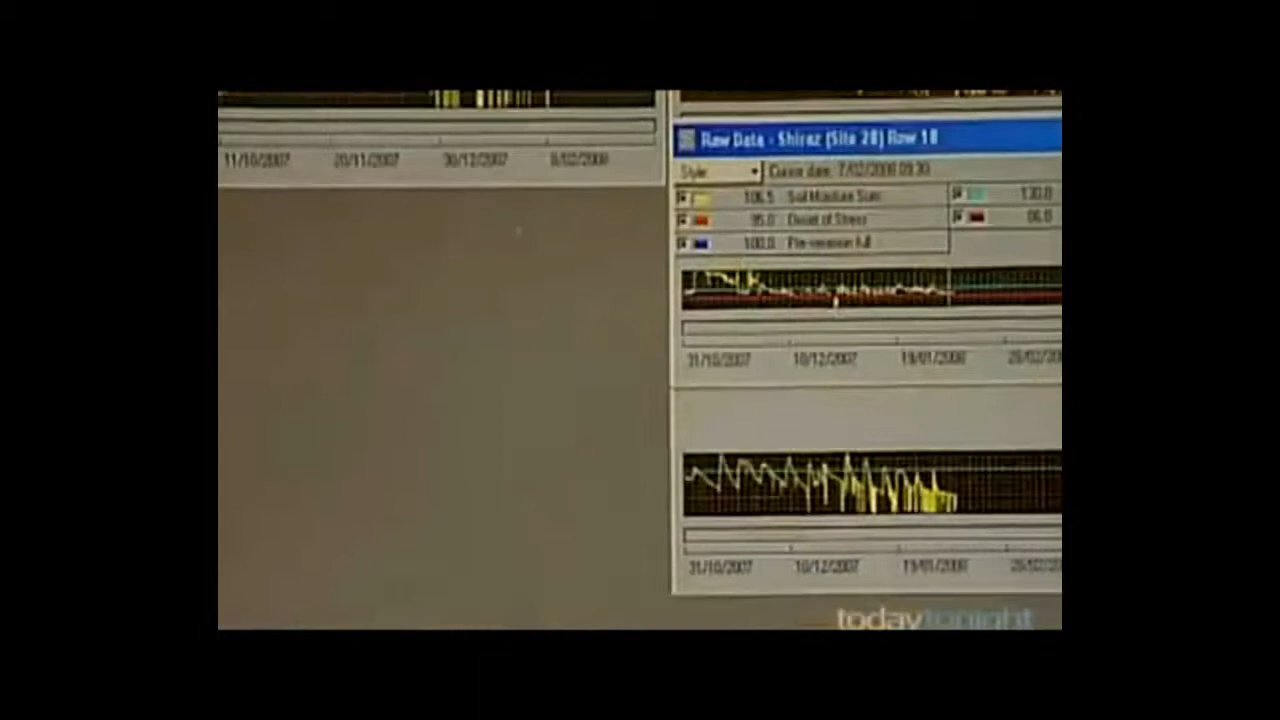 11/10/2007 20/11/2007 30/12/2007 8/02/2008
Raw Data - Shiraz (Site 28) Row 18
Style Cursor date: 7/02/2008 09:30
106.5 Soil Moisture Sum 130.0
95.0 Onset of Stress 86.0
100.0 full
31/10/2007 10/12/2007 19/01/2008
31/10/2007 10/12/2007 19/01/2008
todaytonight